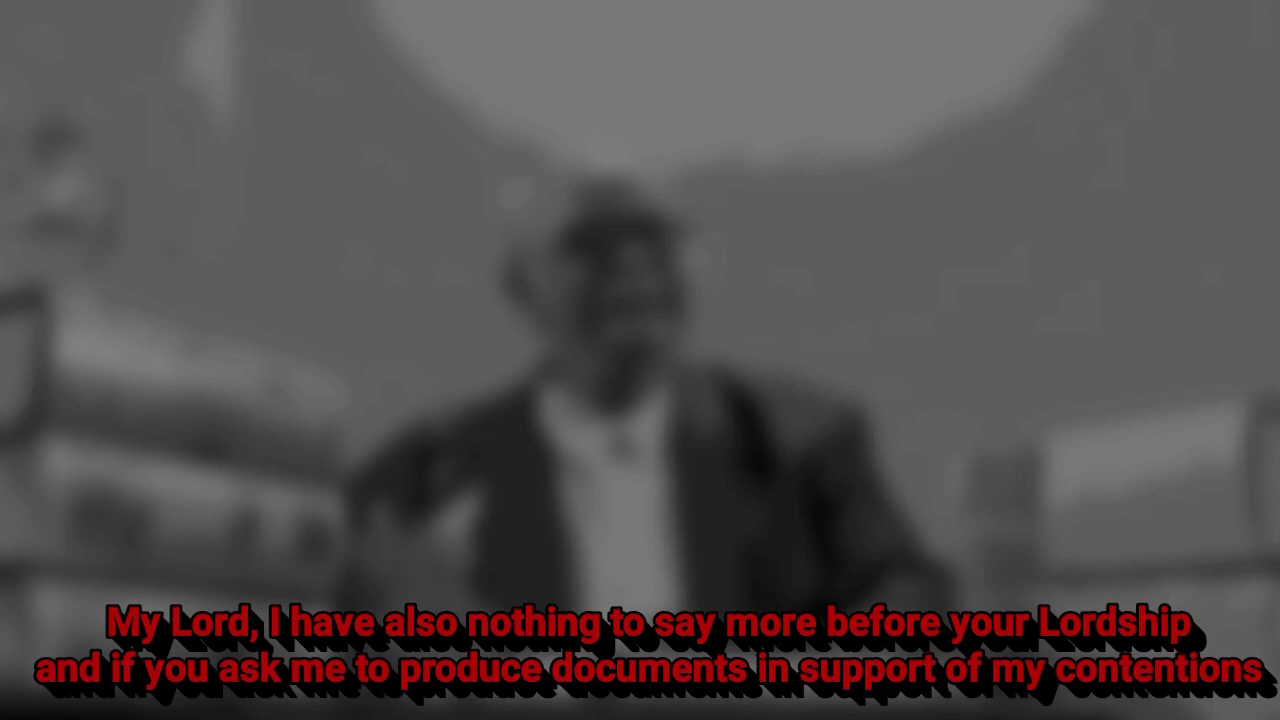 My Lord, I have also nothing to say more before your Lordship
and if you ask me to produce documents in support of my contentions